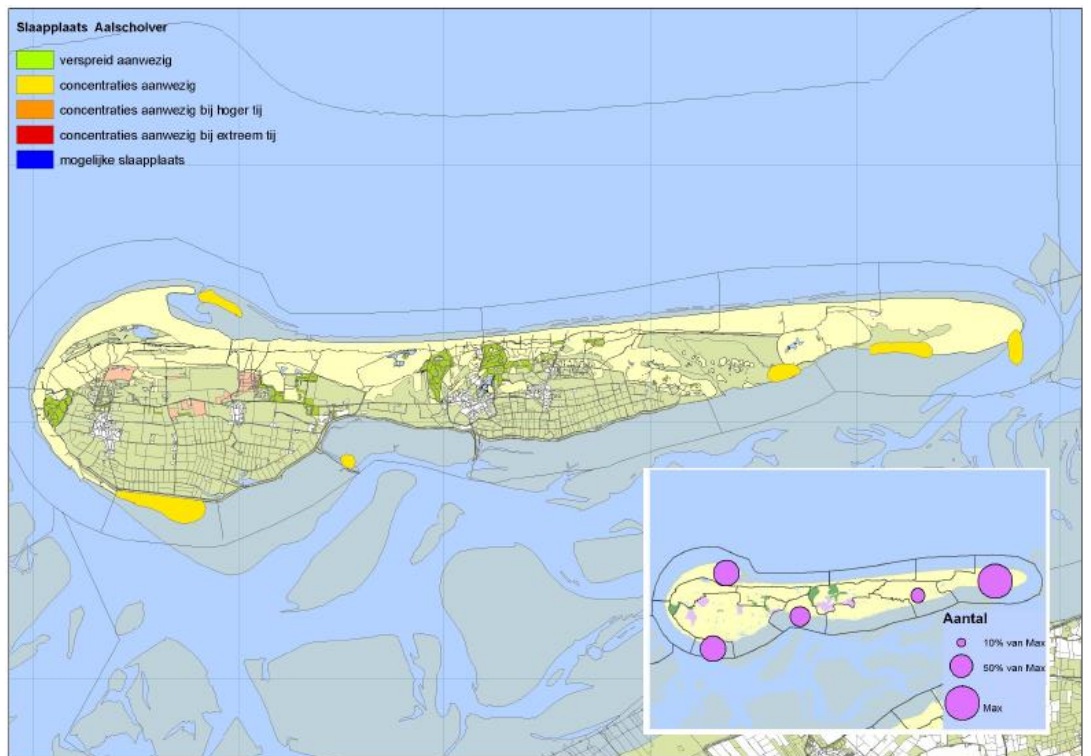 Slaapplaats Aalscholver
verspreid aanwezig
concentraties aanwezig
concentraties aanwezig bij hoger tij
concentraties aanwezig bij extreem tij
mogelijke slaapplaats
Aantal
10% van Max
50% van Max
Max